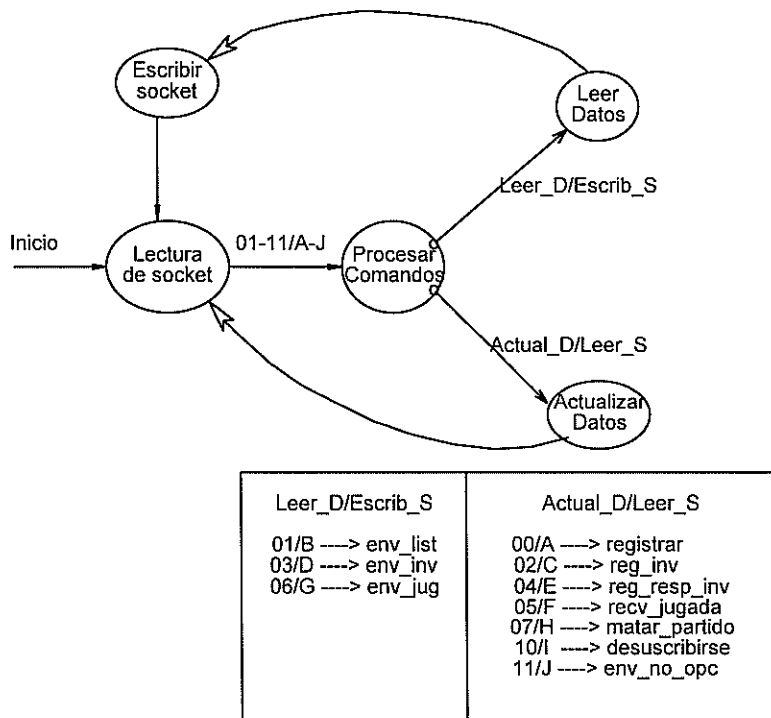 Escribir
socket
Leer
Datos
Leer_D/Escrib_S
Inicio
Lectura
de socket
01-11/A-J
Procesar
Comandos
Actual_D/Leer_S
Actualizar
Datos
Leer_D/Escrib_S
01/B ----> env_list
03/D ----> env_inv
06/G ----> env_jug
Actual_D/Leer_S
00/A ----> registrar
02/C ----> reg_inv
04/E ----> reg_resp_inv
05/F ----> recv_jugada
07/H ----> matar_partido
10/I ----> desuscribirse
11/J ----> env_no_opc